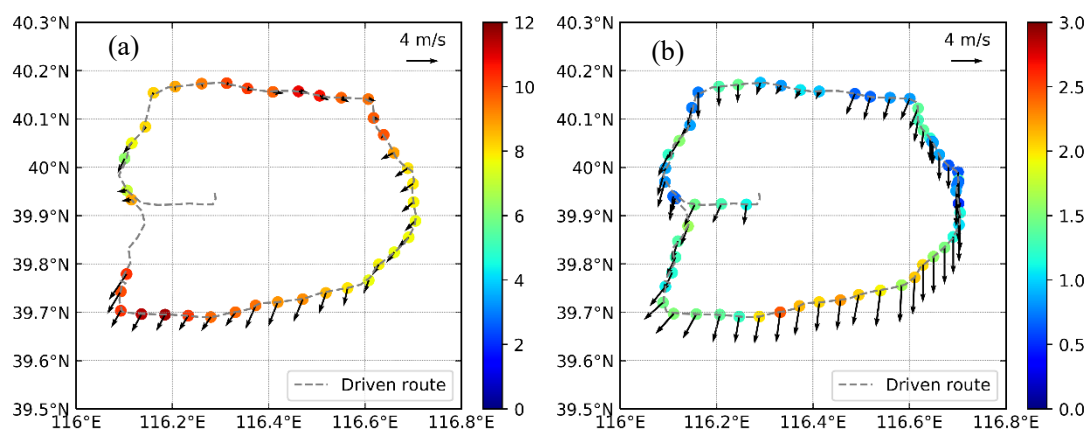 (a)
4 m/s
40.3°N
40.2°N
40.1°N
40°N
39.9°N
39.8°N
39.7°N
39.6°N
39.5°N
116°E
116.2°E
116.4°E
116.6°E
116.8°E
Driven route
12
10
8
6
4
2
0
(b)
4 m/s
40.3°N
40.2°N
40.1°N
40°N
39.9°N
39.8°N
39.7°N
39.6°N
39.5°N
116°E
116.2°E
116.4°E
116.6°E
116.8°E
Driven route
3.0
2.5
2.0
1.5
1.0
0.5
0.0